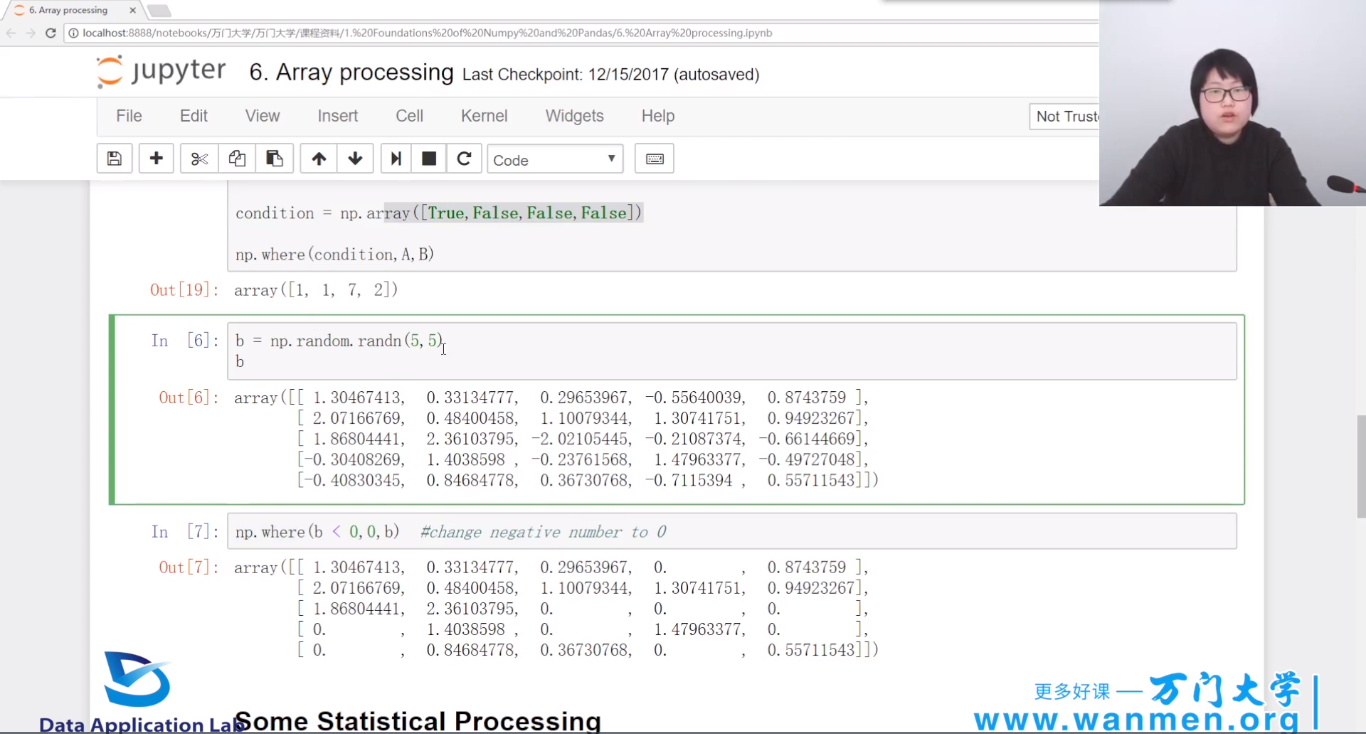 6. Array processing
localhost:8888/notebooks/万门大学/万门大学/课程资料/1.%20Foundations%20of%20Numpy%20and%20Pandas/6.%20Array%20processing.ipynb
jupyter 6. Array processing Last Checkpoint: 12/15/2017 (autosaved)
File Edit View Insert Cell Kernel Widgets Help Not Trust
Code
condition = np.array([True,False,False,False])
np.where(condition,A,B)
Out[19]: array([1, 1, 7, 2])
In [6]: b = np.random.randn(5,5)
b
Out[6]: array([[ 1.30467413, 0.33134777, 0.29653967, -0.55640039, 0.8743759 ],
[ 2.07166769, 0.48400458, 1.10079344, 1.30741751, 0.94923267],
[ 1.86804441, 2.36103795, -2.02105445, -0.21087374, -0.66144669],
[-0.30408269, 1.4038598 , -0.23761568, 1.47963377, -0.49727048],
[-0.40830345, 0.84684778, 0.36730768, -0.7115394 , 0.55711543]])
In [7]: np.where(b < 0,0,b) #change negative number to 0
Out[7]: array([[ 1.30467413, 0.33134777, 0.29653967, 0. , 0.8743759 ],
[ 2.07166769, 0.48400458, 1.10079344, 1.30741751, 0.94923267],
[ 1.86804441, 2.36103795, 0. , 0. , 0. ],
[ 0. , 1.4038598 , 0. , 1.47963377, 0. ],
[ 0. , 0.84684778, 0.36730768, 0. , 0.55711543]])
更多好课 — 万门大学
www.wanmen.org
Data Application Lab
Some Statistical Processing